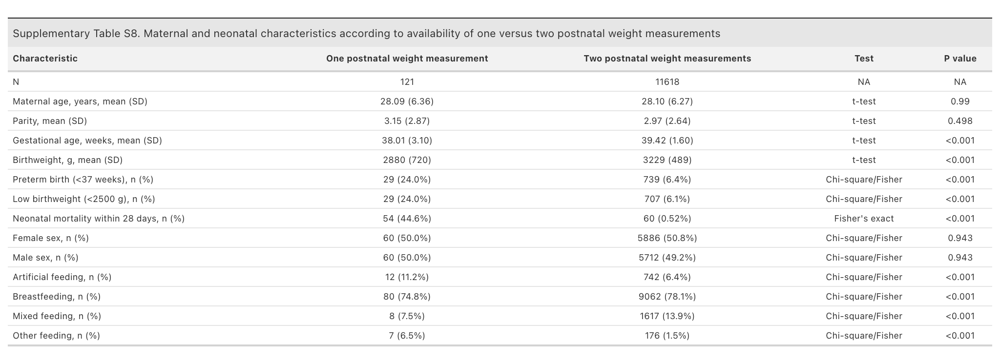 Supplementary Table S8. Maternal and neonatal characteristics according to availability of one versus two postnatal weight measurements
Characteristic One postnatal weight measurement Two postnatal weight measurements Test P value
N 121 11618 NA NA
Maternal age, years, mean (SD) 28.09 (6.36) 28.10 (6.27) t-test 0.99
Parity, mean (SD) 3.15 (2.87) 2.97 (2.64) t-test 0.498
Gestational age, weeks, mean (SD) 38.01 (3.10) 39.42 (1.60) t-test <0.001
Birthweight, g, mean (SD) 2880 (720) 3229 (489) t-test <0.001
Preterm birth (<37 weeks), n (%) 29 (24.0%) 739 (6.4%) Chi-square/Fisher <0.001
Low birthweight (<2500 g), n (%) 29 (24.0%) 707 (6.1%) Chi-square/Fisher <0.001
Neonatal mortality within 28 days, n (%) 54 (44.6%) 60 (0.52%) Fisher's exact <0.001
Female sex, n (%) 60 (50.0%) 5886 (50.8%) Chi-square/Fisher 0.943
Male sex, n (%) 60 (50.0%) 5712 (49.2%) Chi-square/Fisher 0.943
Artificial feeding, n (%) 12 (11.2%) 742 (6.4%) Chi-square/Fisher <0.001
Breastfeeding, n (%) 80 (74.8%) 9062 (78.1%) Chi-square/Fisher <0.001
Mixed feeding, n (%) 8 (7.5%) 1617 (13.9%) Chi-square/Fisher <0.001
Other feeding, n (%) 7 (6.5%) 176 (1.5%) Chi-square/Fisher <0.001